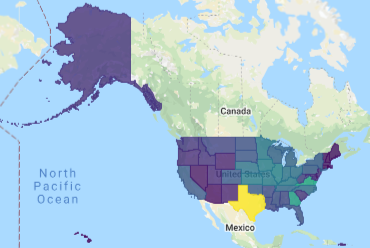 Canada
United States
North
Pacific
Ocean
Mexico